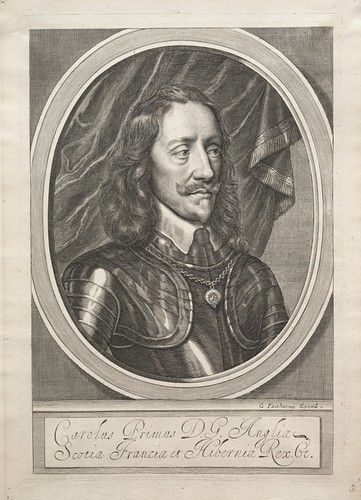 G. Faithorne Excud:
Carolus Primus D.G. Angliæ
Scotiæ Franciæ et Hiberniæ Rex &c.